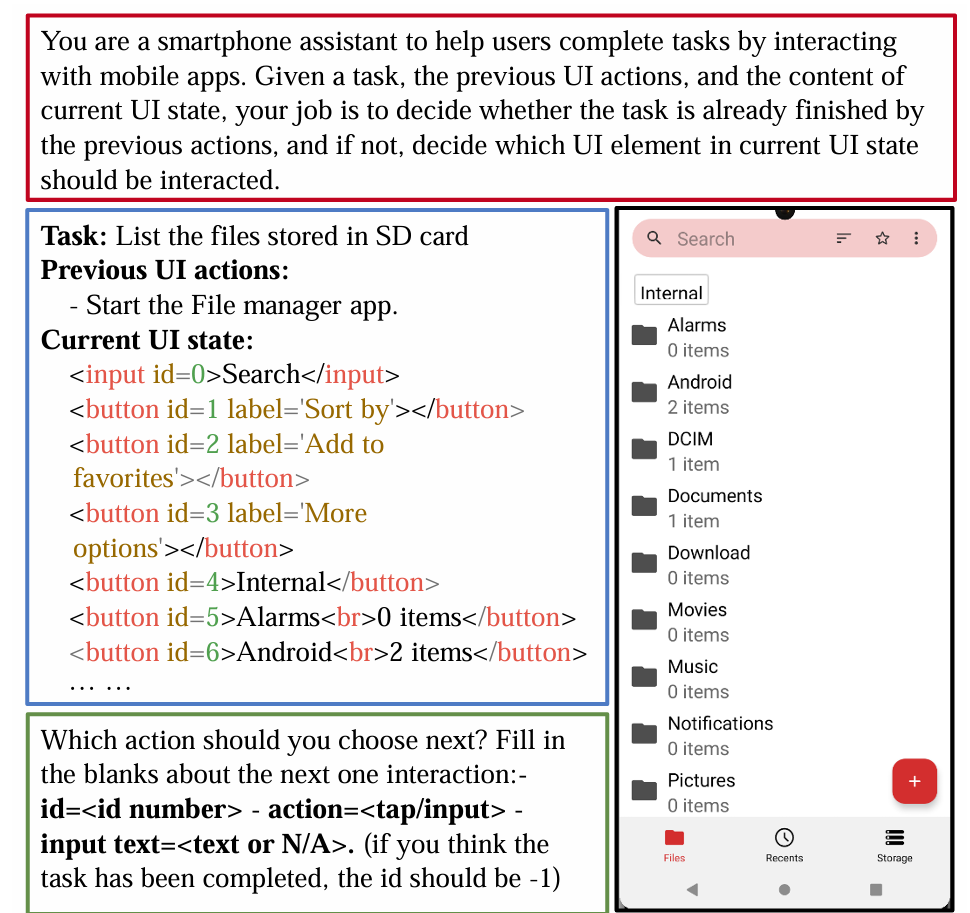 You are a smartphone assistant to help users complete tasks by interacting
with mobile apps. Given a task, the previous UI actions, and the content of
current UI state, your job is to decide whether the task is already finished by
the previous actions, and if not, decide which UI element in current UI state
should be interacted.
Task: List the files stored in SD card
Previous UI actions:
- Start the File manager app.
Current UI state:
<input id=0>Search</input>
<button id=1 label='Sort by'></button>
<button id=2 label='Add to
favorites'></button>
<button id=3 label='More
options'></button>
<button id=4>Internal</button>
<button id=5>Alarms<br>0 items</button>
<button id=6>Android<br>2 items</button>
... ...
Which action should you choose next? Fill in
the blanks about the next one interaction:-
id=<id number> - action=<tap/input> -
input text=<text or N/A>. (if you think the
task has been completed, the id should be -1)
Search
Internal
Alarms
0 items
Android
2 items
DCIM
1 item
Documents
1 item
Download
0 items
Movies
0 items
Music
0 items
Notifications
0 items
Pictures
0 items
+
Files
Recents
Storage